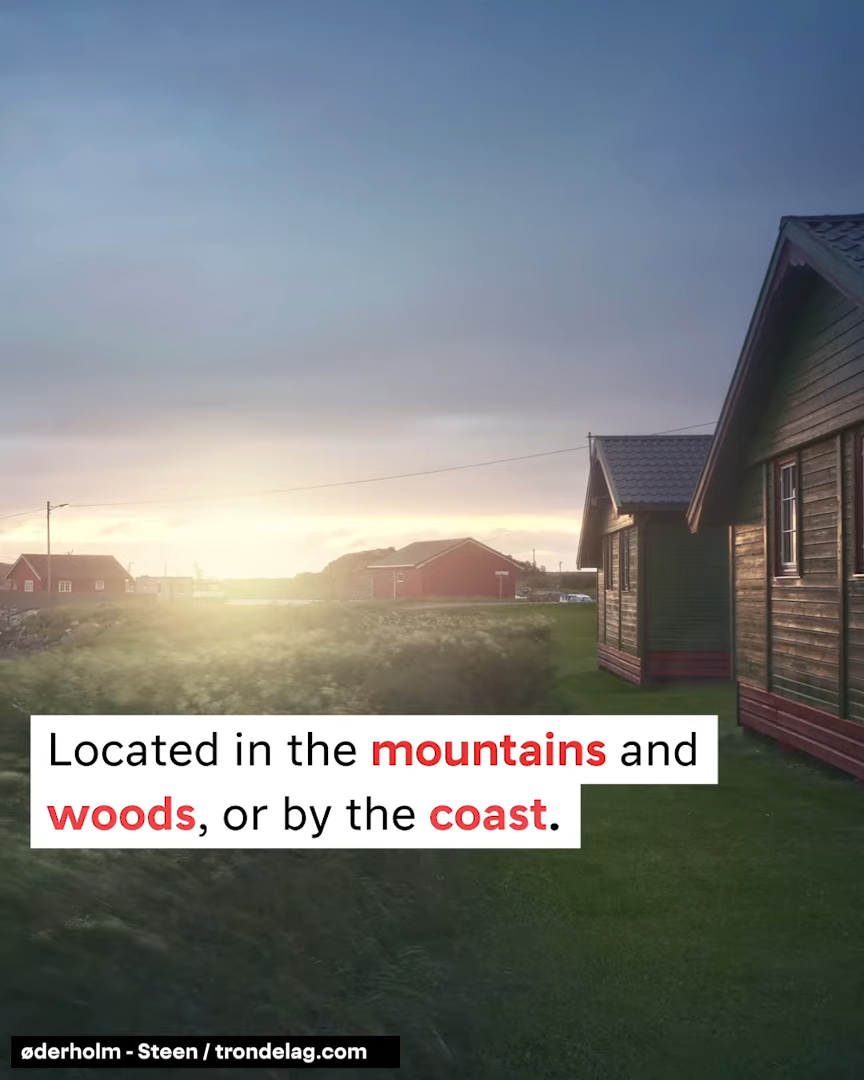 Located in the mountains and
woods, or by the coast.
øderholm - Steen / trondelag.com